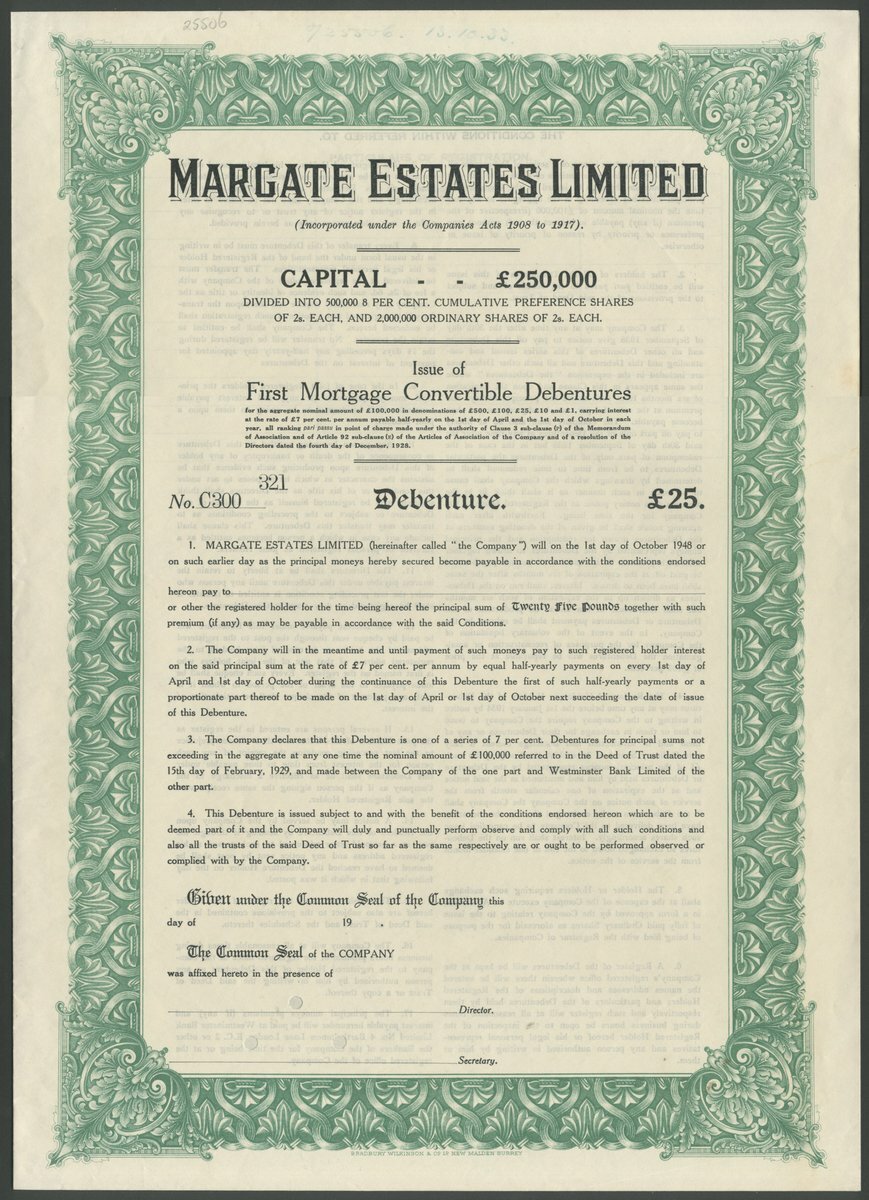 25506
25506. 13.10.33.
MARGATE ESTATES LIMITED
(Incorporated under the Companies Acts 1908 to 1917).
CAPITAL - - £250,000
DIVIDED INTO 500,000 8 PER CENT. CUMULATIVE PREFERENCE SHARES
OF 2s. EACH, AND 2,000,000 ORDINARY SHARES OF 2s. EACH.
Issue of
First Mortgage Convertible Debentures
for the aggregate nominal amount of £100,000 in denominations of £500, £100, £25, £10 and £1, carrying interest
at the rate of £7 per cent. per annum payable half-yearly on the 1st day of April and the 1st day of October in each
year, all ranking pari passu in point of charge made under the authority of Clause 3 sub-clause (F) of the Memorandum
of Association and of Article 92 sub-clause (E) of the Articles of Association of the Company and of a resolution of the
Directors dated the fourth day of December, 1928.
321
No. C300 Debenture. £25.
1. MARGATE ESTATES LIMITED (hereinafter called "the Company") will on the 1st day of October 1948 or
on such earlier day as the principal moneys hereby secured become payable in accordance with the conditions endorsed
hereon pay to
or other the registered holder for the time being hereof the principal sum of Twenty Five Pounds together with such
premium (if any) as may be payable in accordance with the said Conditions.
2. The Company will in the meantime and until payment of such moneys pay to such registered holder interest
on the said principal sum at the rate of £7 per cent. per annum by equal half-yearly payments on every 1st day of
April and 1st day of October during the continuance of this Debenture the first of such half-yearly payments or a
proportionate part thereof to be made on the 1st day of April or 1st day of October next succeeding the date of issue
of this Debenture.
3. The Company declares that this Debenture is one of a series of 7 per cent. Debentures for principal sums not
exceeding in the aggregate at any one time the nominal amount of £100,000 referred to in the Deed of Trust dated the
15th day of February, 1929, and made between the Company of the one part and Westminster Bank Limited of the
other part.
4. This Debenture is issued subject to and with the benefit of the conditions endorsed hereon which are to be
deemed part of it and the Company will duly and punctually perform observe and comply with all such conditions and
also all the trusts of the said Deed of Trust so far as the same respectively are or ought to be performed observed or
complied with by the Company.
Given under the Common Seal of the Company this
day of 19 .
The Common Seal of the COMPANY
was affixed hereto in the presence of
Director.
Secretary.
BRADBURY WILKINSON & CO LD NEW MALDEN SURREY